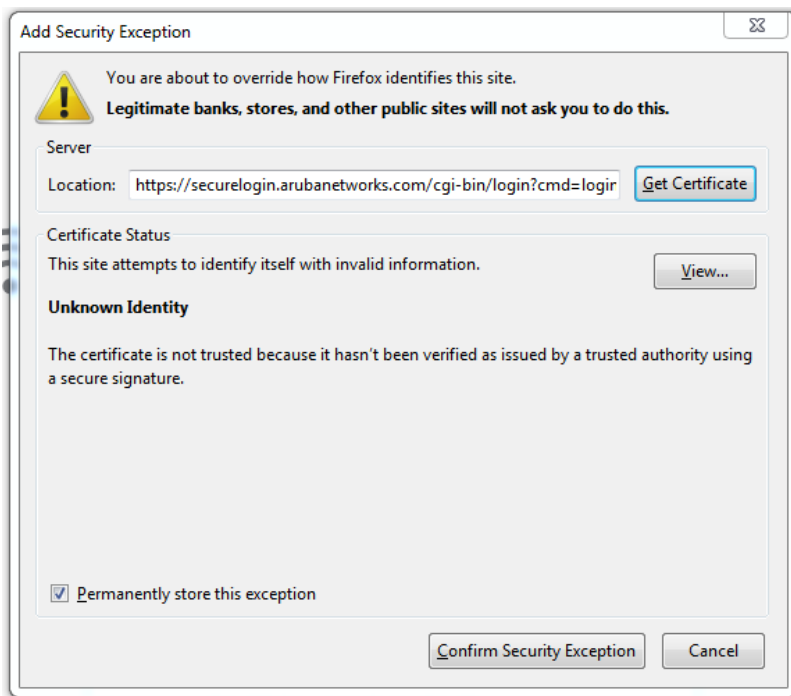 Add Security Exception
You are about to override how Firefox identifies this site.
Legitimate banks, stores, and other public sites will not ask you to do this.
Server
Location: https://securelogin.arubanetworks.com/cgi-bin/login?cmd=login Get Certificate
Certificate Status
This site attempts to identify itself with invalid information.
View...
Unknown Identity
The certificate is not trusted because it hasn't been verified as issued by a trusted authority using
a secure signature.
Permanently store this exception
Confirm Security Exception Cancel